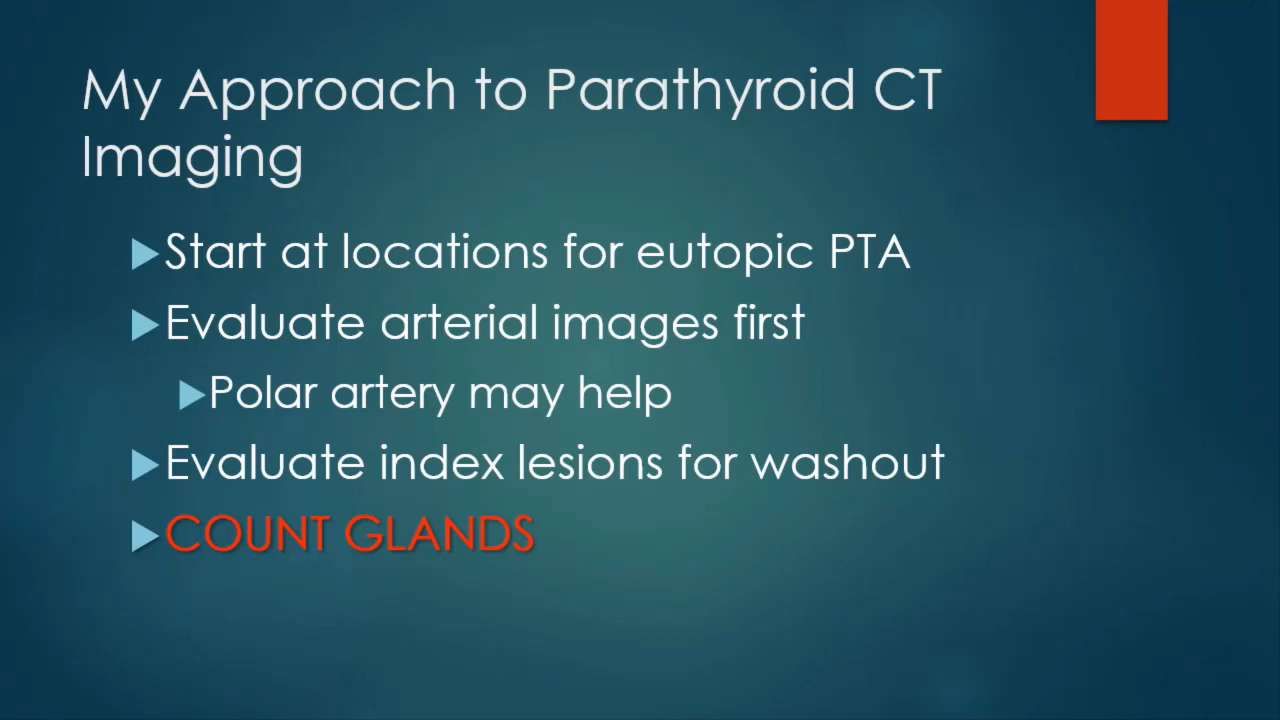 My Approach to Parathyroid CT
Imaging
Start at locations for eutopic PTA
Evaluate arterial images first
Polar artery may help
Evaluate index lesions for washout
COUNT GLANDS